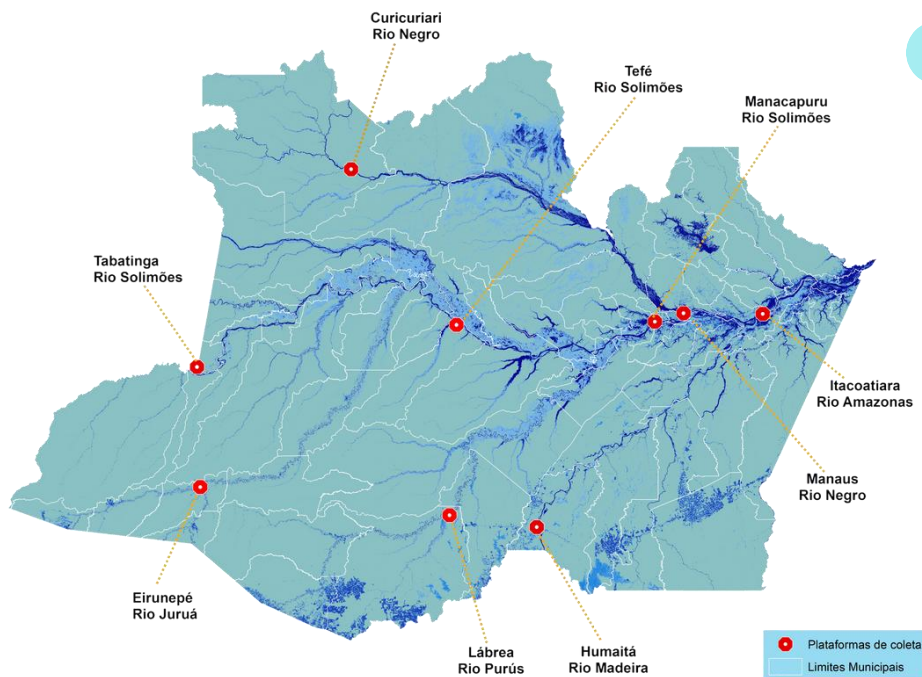 Curicuriari
Rio Negro
Tefé
Rio Solimões
Manacapuru
Rio Solimões
Tabatinga
Rio Solimões
Itacoatiara
Rio Amazonas
Manaus
Rio Negro
Eirunepé
Rio Juruá
Lábrea
Rio Purús
Humaitá
Rio Madeira
Plataformas de coleta
Limites Municipais